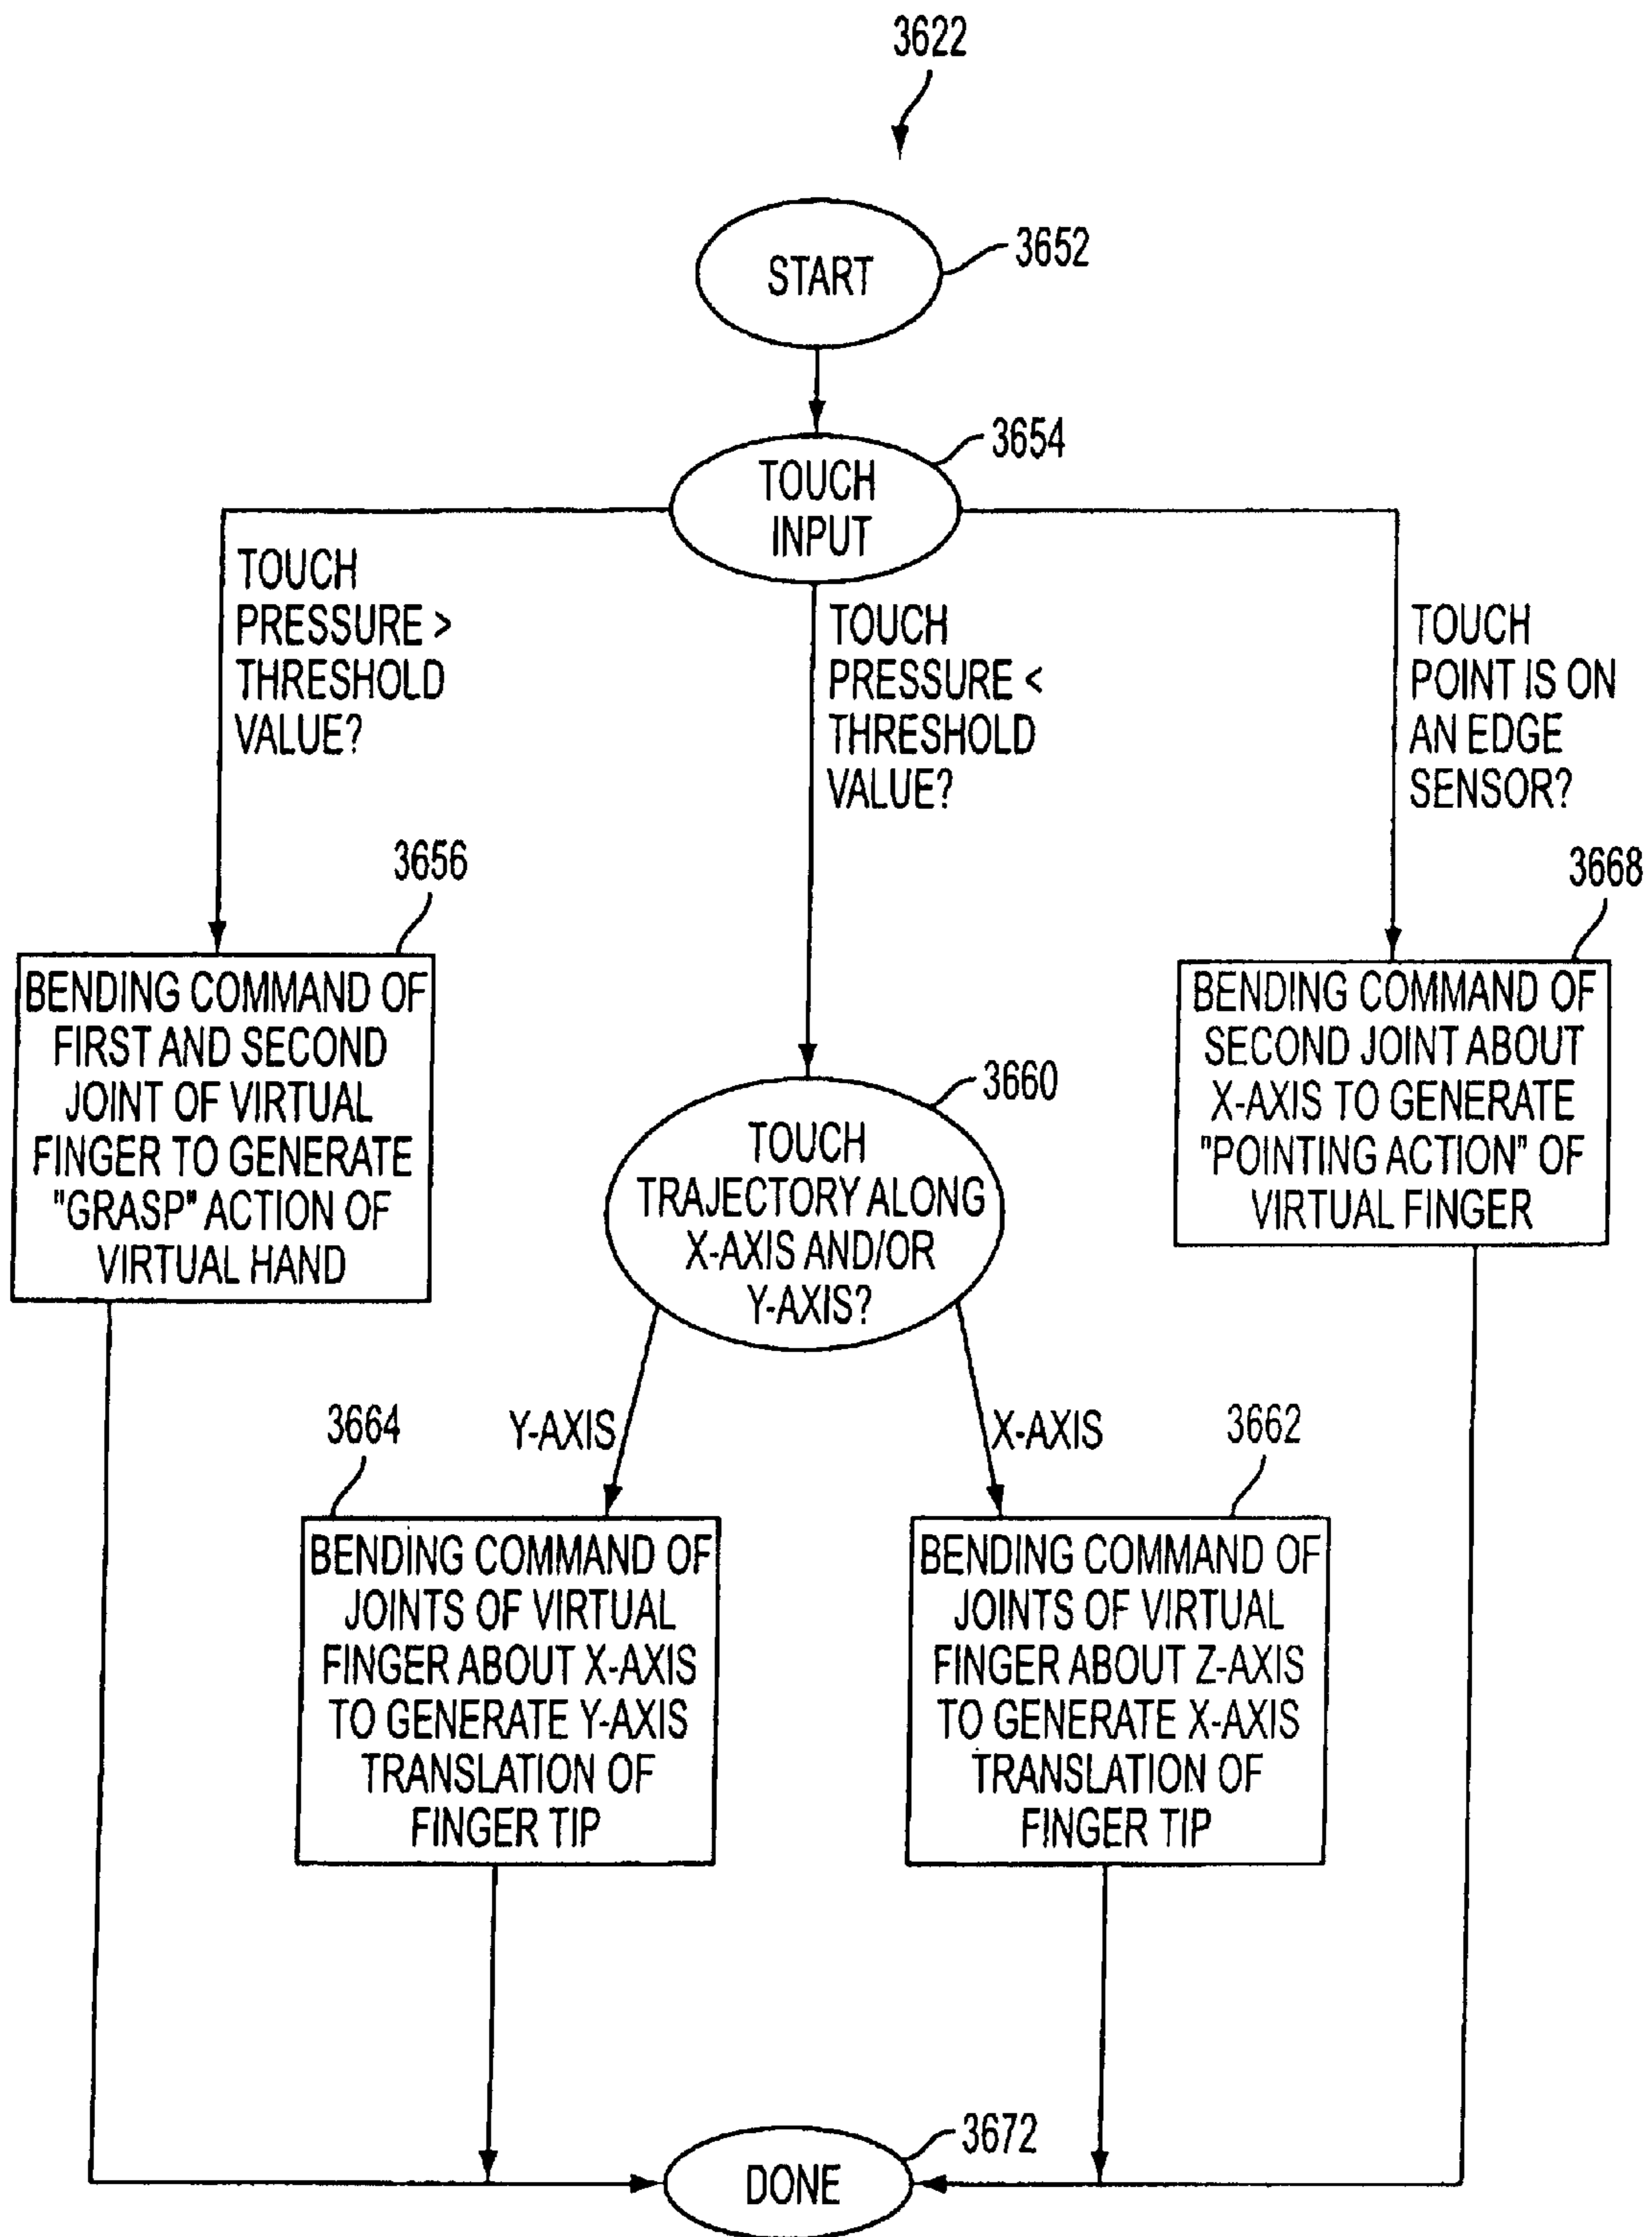 3622
START
3652
TOUCH
INPUT
3654
TOUCH
PRESSURE >
THRESHOLD
VALUE?
TOUCH
PRESSURE <
THRESHOLD
VALUE?
TOUCH
POINT IS ON
AN EDGE
SENSOR?
3656
BENDING COMMAND OF
FIRST AND SECOND
JOINT OF VIRTUAL
FINGER TO GENERATE
"GRASP" ACTION OF
VIRTUAL HAND
3660
TOUCH
TRAJECTORY ALONG
X-AXIS AND/OR
Y-AXIS?
3668
BENDING COMMAND OF
SECOND JOINT ABOUT
X-AXIS TO GENERATE
"POINTING ACTION" OF
VIRTUAL FINGER
Y-AXIS
X-AXIS
3664
BENDING COMMAND OF
JOINTS OF VIRTUAL
FINGER ABOUT X-AXIS
TO GENERATE Y-AXIS
TRANSLATION OF
FINGER TIP
3662
BENDING COMMAND OF
JOINTS OF VIRTUAL
FINGER ABOUT Z-AXIS
TO GENERATE X-AXIS
TRANSLATION OF
FINGER TIP
3672
DONE